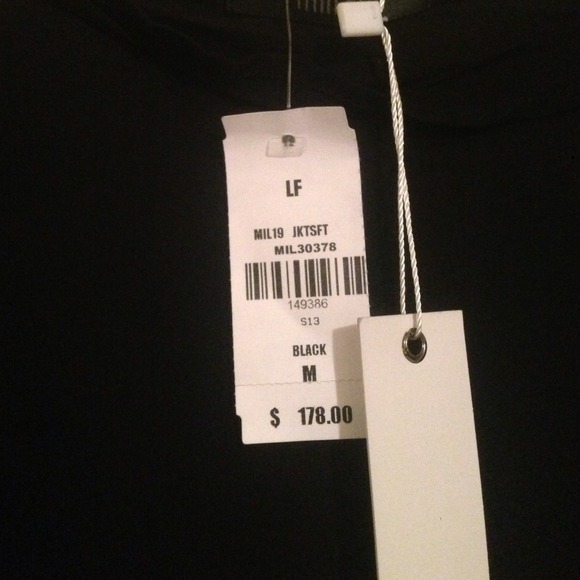 LF
MIL19 JKTSFT
MIL30378
149386
S13
BLACK
M
$ 178.00